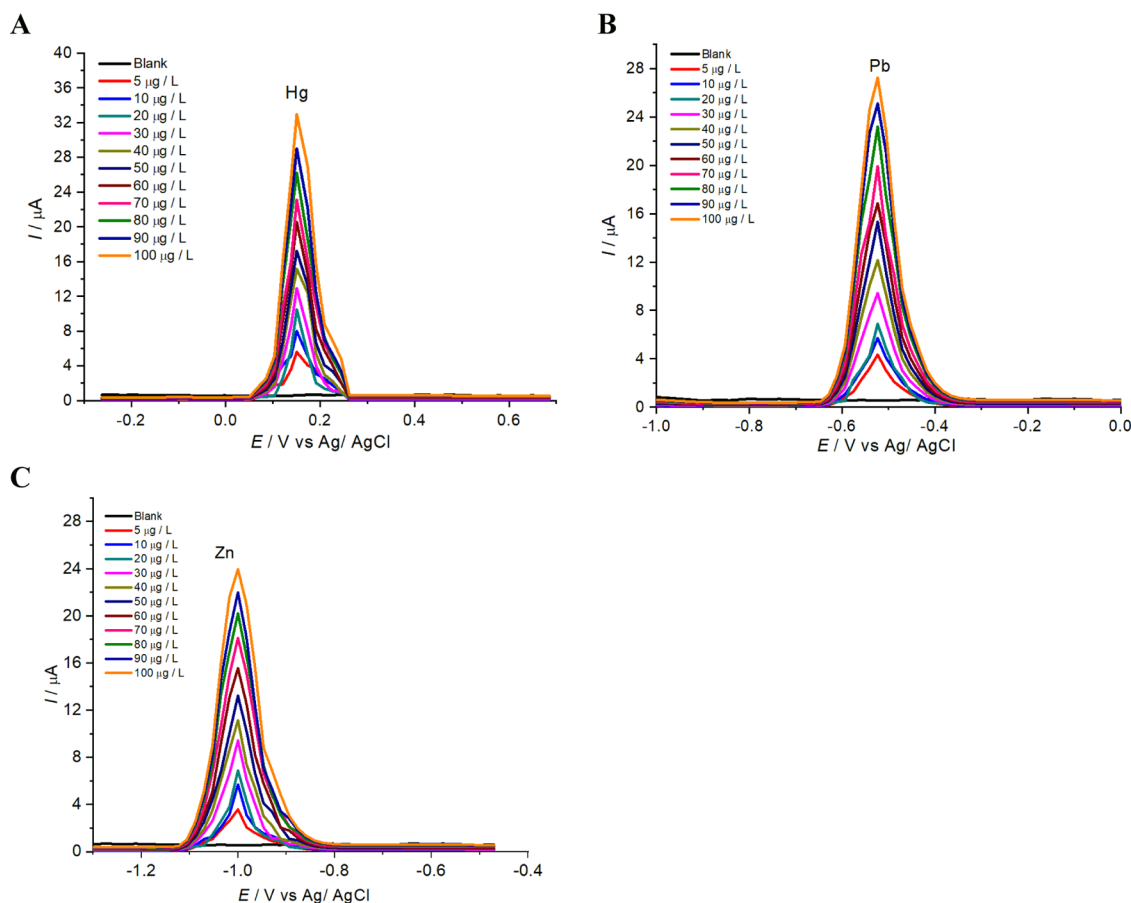 A
40
36
32
28
24
20
16
12
8
4
0
I / μA
Blank
5 μg / L
10 μg / L
20 μg / L
30 μg / L
40 μg / L
50 μg / L
60 μg / L
70 μg / L
80 μg / L
90 μg / L
100 μg / L
Hg
-0.2 0.0 0.2 0.4 0.6
E / V vs Ag/ AgCl
B
28
24
20
16
12
8
4
0
I / μA
Blank
5 μg / L
10 μg / L
20 μg / L
30 μg / L
40 μg / L
50 μg / L
60 μg / L
70 μg / L
80 μg / L
90 μg / L
100 μg / L
Pb
-1.0 -0.8 -0.6 -0.4 -0.2 0.0
E / V vs Ag/ AgCl
C
28
24
20
16
12
8
4
0
I / μA
Blank
5 μg / L
10 μg / L
20 μg / L
30 μg / L
40 μg / L
50 μg / L
60 μg / L
70 μg / L
80 μg / L
90 μg / L
100 μg / L
Zn
-1.2 -1.0 -0.8 -0.6 -0.4
E / V vs Ag/ AgCl